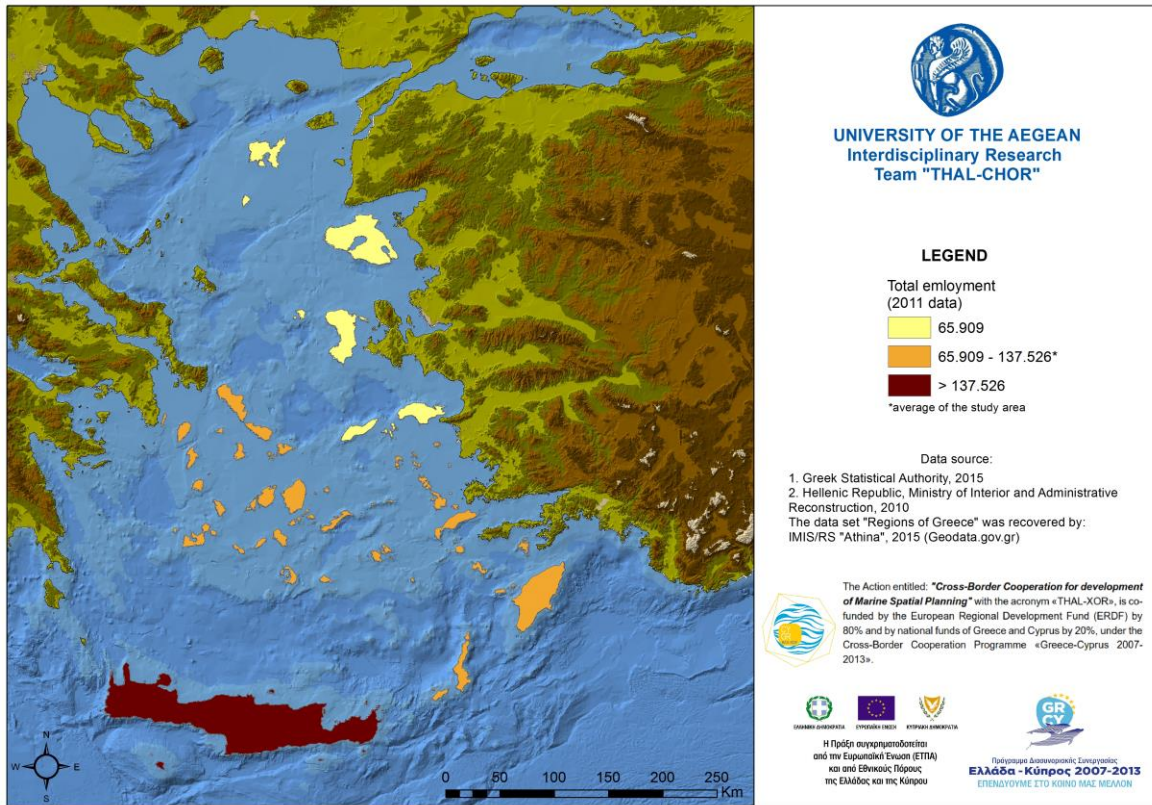 UNIVERSITY OF THE AEGEAN
Interdisciplinary Research
Team "THAL-CHOR"
LEGEND
Total emloyment
(2011 data)
65.909
65.909 - 137.526*
> 137.526
*average of the study area
Data source:
1. Greek Statistical Authority, 2015
2. Hellenic Republic, Ministry of Interior and Administrative
Reconstruction, 2010
The data set "Regions of Greece" was recovered by:
IMIS/RS "Athina", 2015 (Geodata.gov.gr)
The Action entitled: "Cross-Border Cooperation for development
of Marine Spatial Planning" with the acronym «THAL-XOR», is co-
funded by the European Regional Development Fund (ERDF) by
80% and by national funds of Greece and Cyprus by 20%, under the
Cross-Border Cooperation Programme «Greece-Cyprus 2007-
2013».
ΕΛΛΗΝΙΚΗ ΔΗΜΟΚΡΑΤΙΑ
ΕΥΡΩΠΑΪΚΗ ΕΝΩΣΗ
ΚΥΠΡΙΑΚΗ ΔΗΜΟΚΡΑΤΙΑ
Η Πράξη συγχρηματοδοτείται
από την Ευρωπαϊκή Ένωση (ΕΤΠΑ)
και από Εθνικούς Πόρους
της Ελλάδας και της Κύπρου
GR
CY
Πρόγραμμα Διασυνοριακής Συνεργασίας
Ελλάδα - Κύπρος 2007-2013
ΕΠΕΝΔΥΟΥΜΕ ΣΤΟ ΚΟΙΝΟ ΜΑΣ ΜΕΛΛΟΝ
N
W E
S
0 25 50 100 150 200 250
Km